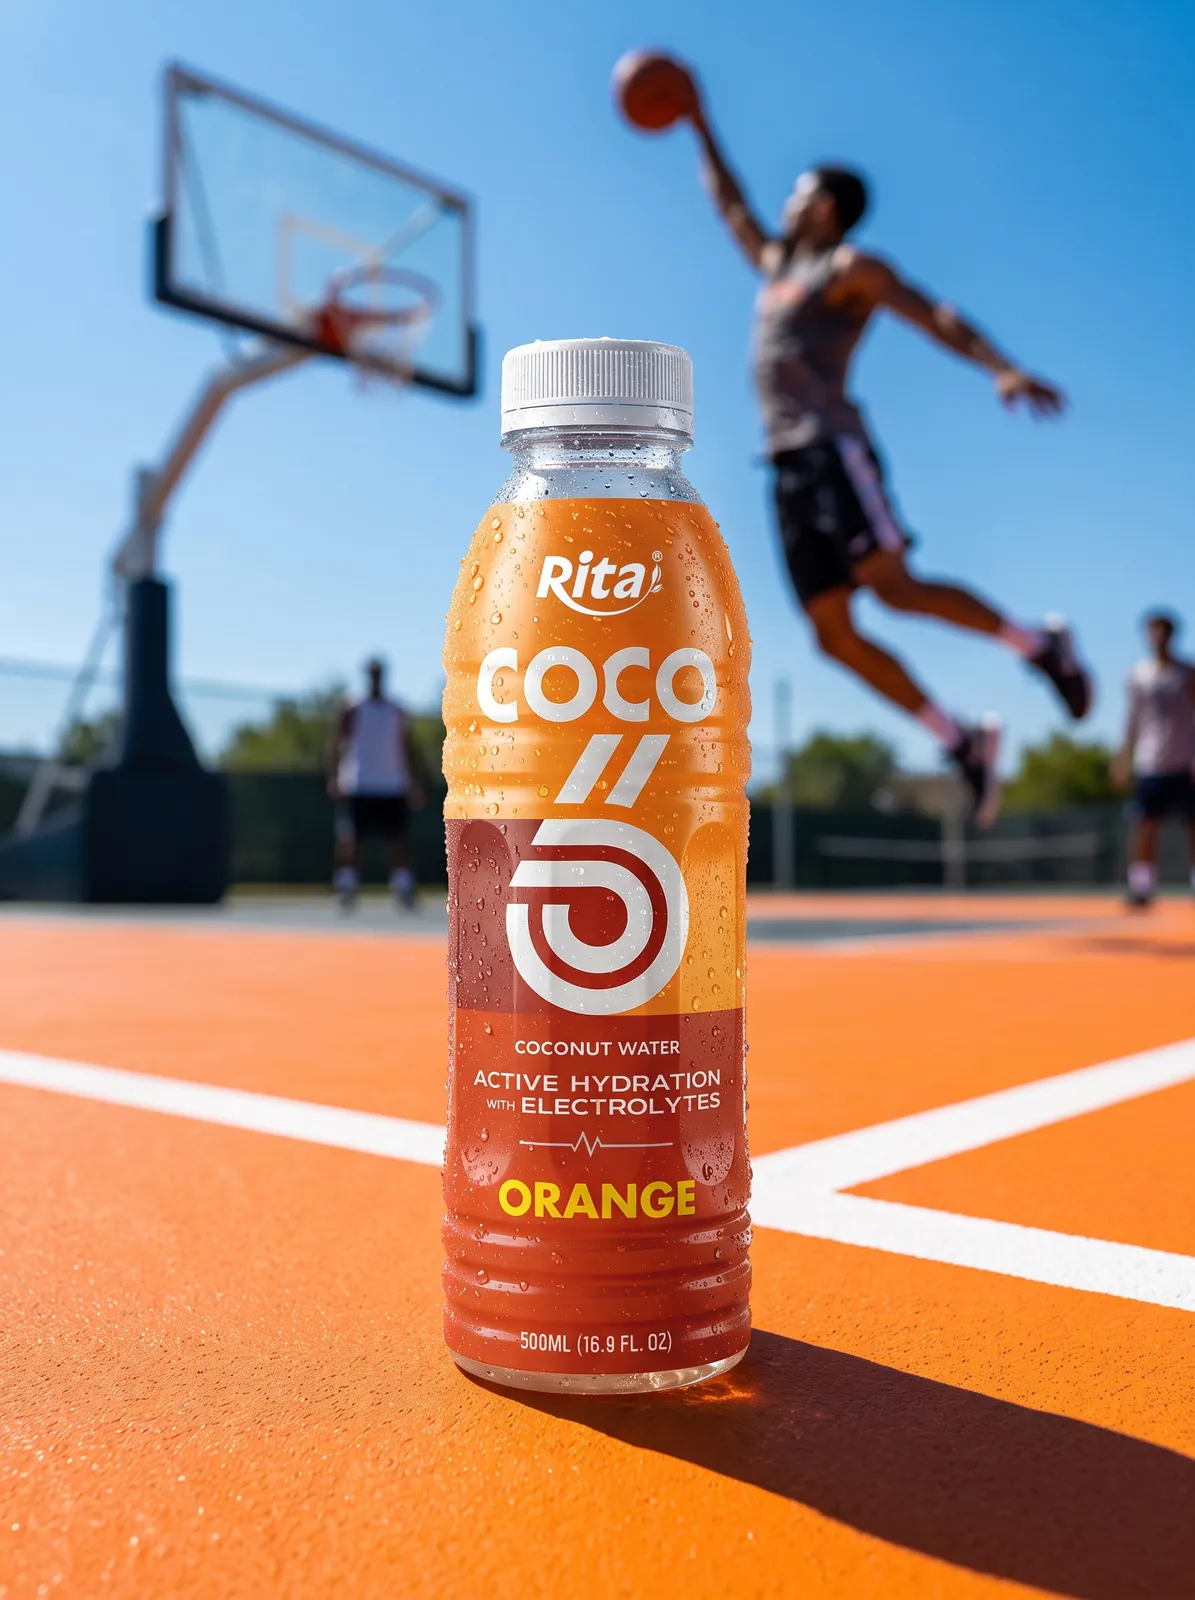 Rita®
COCO
COCONUT WATER
ACTIVE HYDRATION
WITH ELECTROLYTES
ORANGE
500ML (16.9 FL. OZ)